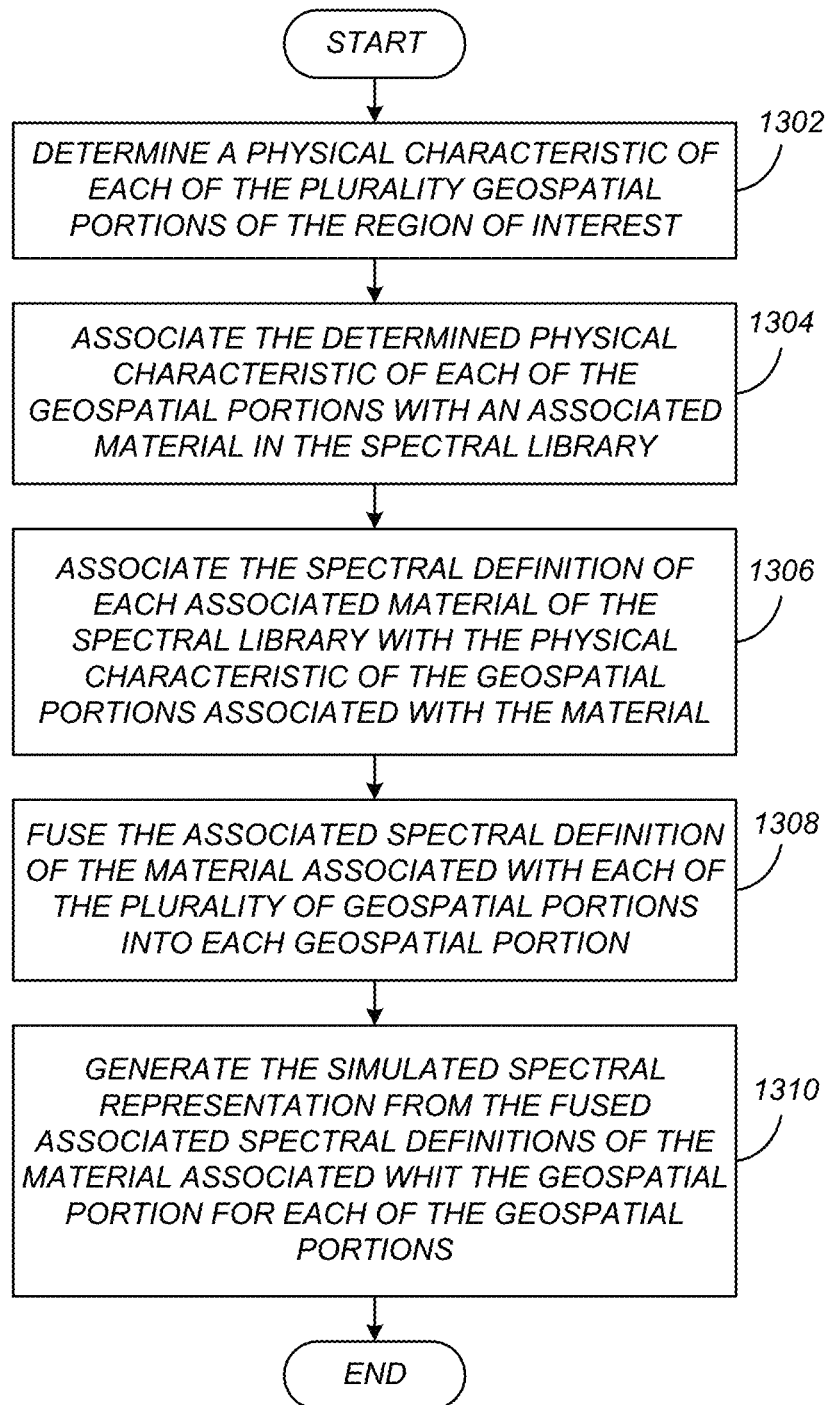 START
1302
DETERMINE A PHYSICAL CHARACTERISTIC OF
EACH OF THE PLURALITY GEOSPATIAL
PORTIONS OF THE REGION OF INTEREST
1304
ASSOCIATE THE DETERMINED PHYSICAL
CHARACTERISTIC OF EACH OF THE
GEOSPATIAL PORTIONS WITH AN ASSOCIATED
MATERIAL IN THE SPECTRAL LIBRARY
1306
ASSOCIATE THE SPECTRAL DEFINITION OF
EACH ASSOCIATED MATERIAL OF THE
SPECTRAL LIBRARY WITH THE PHYSICAL
CHARACTERISTIC OF THE GEOSPATIAL
PORTIONS ASSOCIATED WITH THE MATERIAL
1308
FUSE THE ASSOCIATED SPECTRAL DEFINITION
OF THE MATERIAL ASSOCIATED WITH EACH OF
THE PLURALITY OF GEOSPATIAL PORTIONS
INTO EACH GEOSPATIAL PORTION
1310
GENERATE THE SIMULATED SPECTRAL
REPRESENTATION FROM THE FUSED
ASSOCIATED SPECTRAL DEFINITIONS OF THE
MATERIAL ASSOCIATED WHIT THE GEOSPATIAL
PORTION FOR EACH OF THE GEOSPATIAL
PORTIONS
END